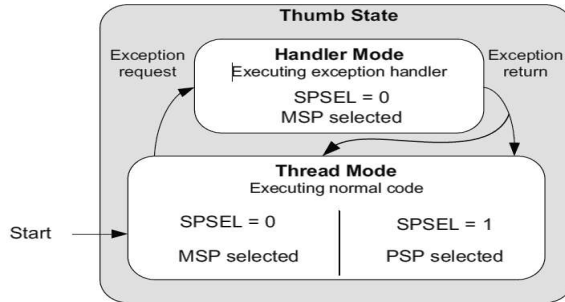 Thumb State
Exception
request
Handler Mode
Executing exception handler
SPSEL = 0
MSP selected
Exception
return
Thread Mode
Executing normal code
SPSEL = 0
MSP selected
SPSEL = 1
PSP selected
Start